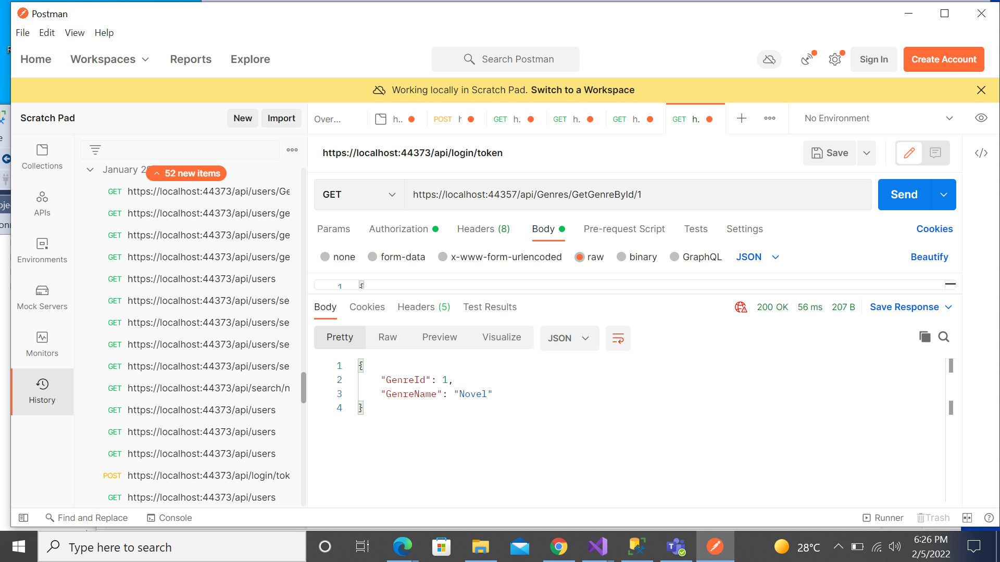 Postman
File Edit View Help
Home Workspaces Reports Explore Search Postman Sign In Create Account
Working locally in Scratch Pad. Switch to a Workspace
Scratch Pad New Import Over... h.. POST GET h. GET h. GET h. GET h. No Environment
Collections
APIs
Environments
Mock Servers
Monitors
History
January 52 new items
GET https://localhost:44373/api/users/Ge
GET https://localhost:44373/api/users/ge
GET https://localhost:44373/api/users/ge
GET https://localhost:44373/api/users/ge
GET https://localhost:44373/api/users
GET https://localhost:44373/api/users/se
GET https://localhost:44373/api/users/se
GET https://localhost:44373/api/users/se
GET https://localhost:44373/api/users/se
GET https://localhost:44373/api/search/n
GET https://localhost:44373/api/users
GET https://localhost:44373/api/users
GET https://localhost:44373/api/users
POST https://localhost:44373/api/login/tok
GET https://localhost:44373/api/users
https://localhost:44373/api/login/token Save
GET https://localhost:44357/api/Genres/GetGenreById/1 Send
Params Authorization Headers (8) Body Pre-request Script Tests Settings Cookies
none form-data x-www-form-urlencoded raw binary GraphQL JSON Beautify
1 {
Body Cookies Headers (5) Test Results 200 OK 56 ms 207 B Save Response
Pretty Raw Preview Visualize JSON
1 {
2 "GenreId": 1,
3 "GenreName": "Novel"
4 }
Find and Replace Console Runner Trash
Type here to search 28°C 6:26 PM
2/5/2022